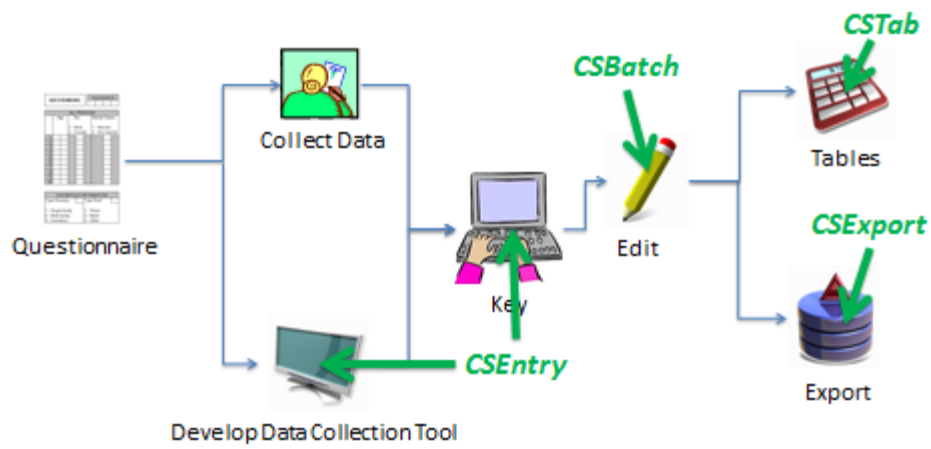 CSTab
CSBatch
Collect Data
Tables
Questionnaire
CSExport
Edit
Key
CSEntry
Export
Develop Data Collection Tool